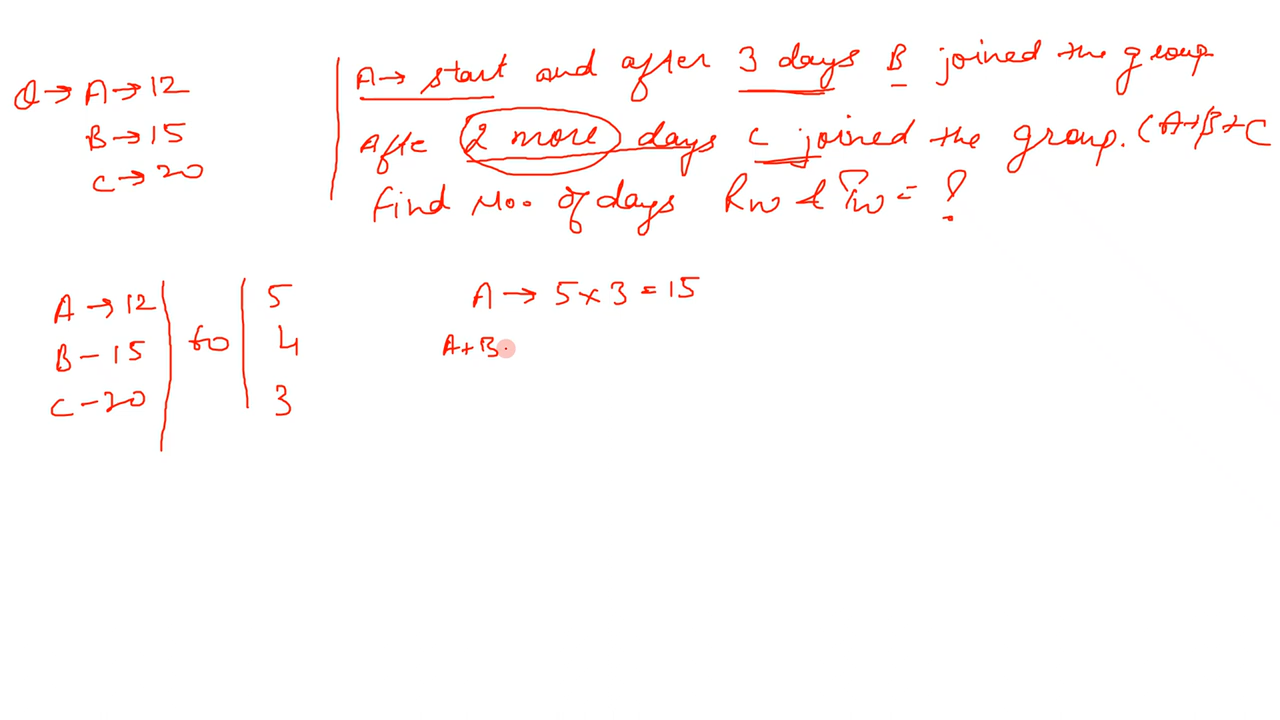 Q → A → 12
B → 15
C → 20
A → start and after 3 days B joined the group
Afte 2 more days C joined the group. (A+B+C
find No. of days Rw & Tw = ?
A → 12 | 60 | 5
B – 15 | 4
C – 20 | 3
A → 5 × 3 = 15
A+B